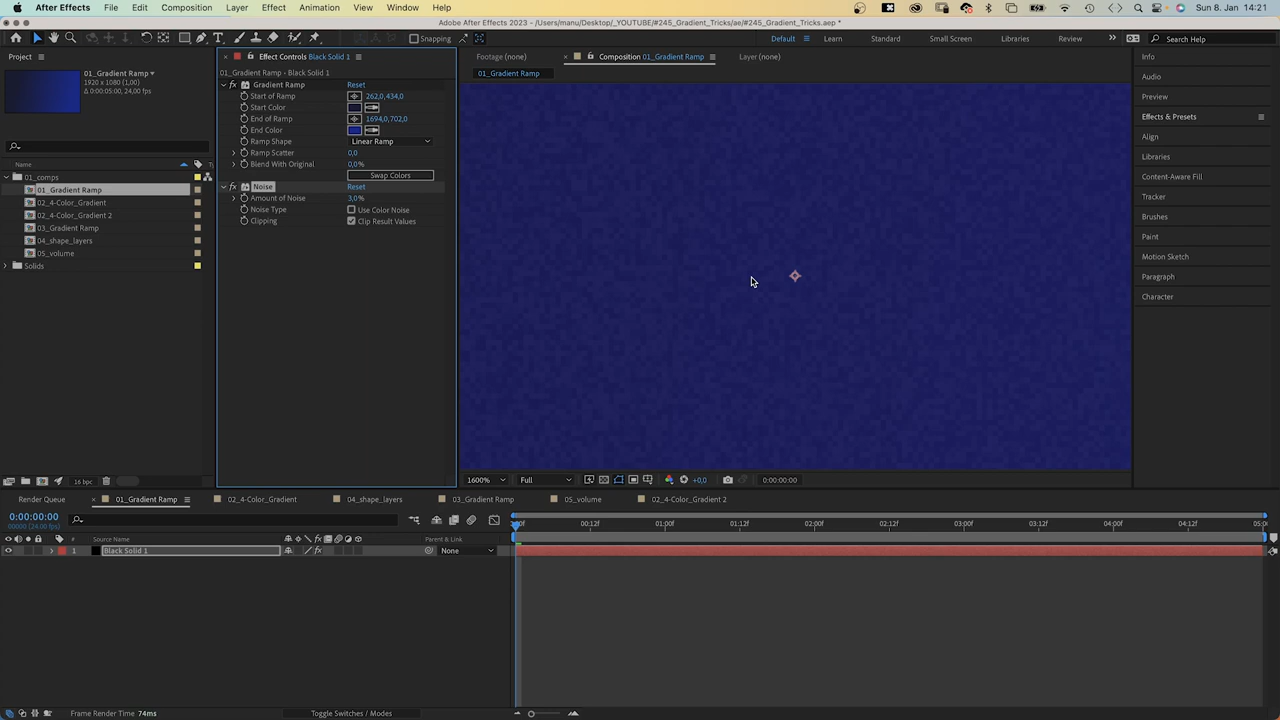 After Effects File Edit Composition Layer Effect Animation View Window Help Sun 8. Jan 14:21
Adobe After Effects 2023 - /Users/manu/Desktop/_YOUTUBE/#245_Gradient_Tricks/ae/#245_Gradient_Tricks.aep *
Snapping Default Learn Standard Small Screen Libraries Review Search Help
Project Effect Controls Black Solid 1 Footage (none) Composition 01_Gradient Ramp Layer (none) Info
01_Gradient Ramp
1920 x 1080 (1,00)
Δ 0:00:05:00, 24,00 fps
01_Gradient Ramp • Black Solid 1
01_Gradient Ramp
Gradient Ramp Reset
Start of Ramp 262,0,434,0
Start Color
End of Ramp 1694,0,702,0
End Color
Ramp Shape Linear Ramp
Ramp Scatter 0,0
Blend With Original 0,0%
Swap Colors
Noise Reset
Amount of Noise 3,0%
Noise Type Use Color Noise
Clipping Clip Result Values
Name
01_comps
01_Gradient Ramp
02_4-Color_Gradient
02_4-Color_Gradient 2
03_Gradient Ramp
04_shape_layers
05_volume
Solids
Audio
Preview
Effects & Presets
Align
Libraries
Content-Aware Fill
Tracker
Brushes
Paint
Motion Sketch
Paragraph
Character
16 bpc
1600% Full +0,0 0:00:00:00
Render Queue 01_Gradient Ramp 02_4-Color_Gradient 04_shape_layers 03_Gradient Ramp 05_volume 02_4-Color_Gradient 2
0:00:00:00
00000 (24.00 fps)
00:12f 01:00f 01:12f 02:00f 02:12f 03:00f 03:12f 04:00f 04:12f
# Source Name Parent & Link
1 Black Solid 1 None
Frame Render Time 74ms Toggle Switches / Modes